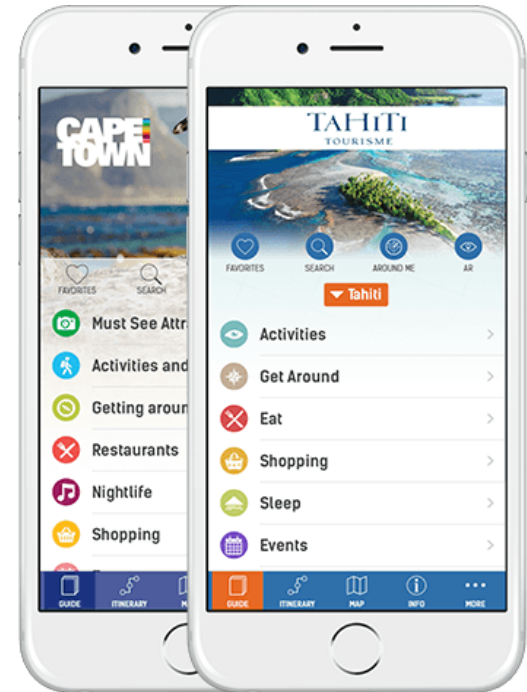 CAPE
TOWN
FAVORITES SEARCH
Must See Attr
Activities and
Getting aroun
Restaurants
Nightlife
Shopping
GUIDE ITINERARY
TAHITI
TOURISME
FAVORITES SEARCH AROUND ME AR
Tahiti
Activities
Get Around
Eat
Shopping
Sleep
Events
GUIDE ITINERARY MAP INFO MORE